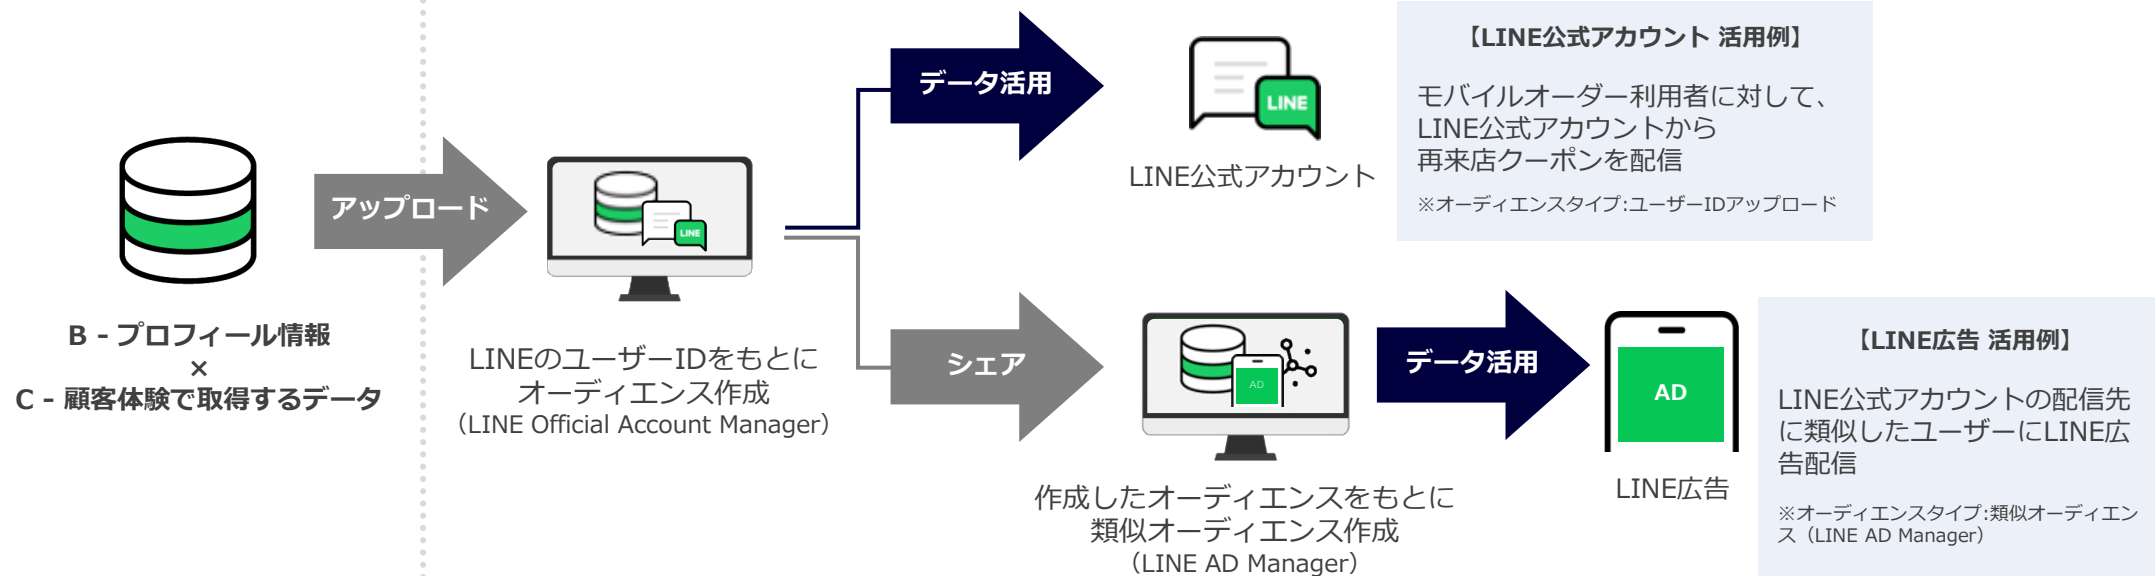 B - プロフィール情報
×
C - 顧客体験で取得するデータ
アップロード
LINE
LINEのユーザーIDをもとに
オーディエンス作成
（LINE Official Account Manager）
データ活用
LINE
LINE公式アカウント
【LINE公式アカウント 活用例】
モバイルオーダー利用者に対して、
LINE公式アカウントから
再来店クーポンを配信
※オーディエンスタイプ:ユーザーIDアップロード
シェア
AD
作成したオーディエンスをもとに
類似オーディエンス作成
（LINE AD Manager）
データ活用
AD
LINE広告
【LINE広告 活用例】
LINE公式アカウントの配信先
に類似したユーザーにLINE広
告配信
※オーディエンスタイプ:類似オーディエン
ス（LINE AD Manager）